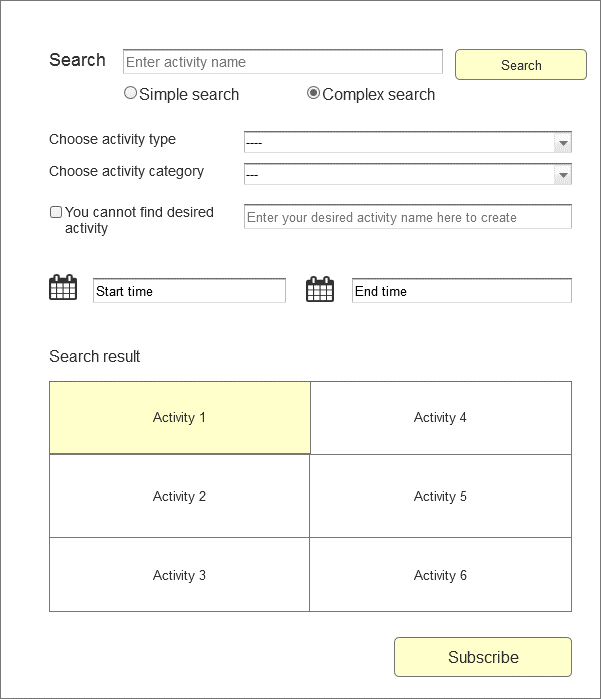 Search
Enter activity name
Search
Simple search
Complex search
Choose activity type
----
Choose activity category
---
You cannot find desired
activity
Enter your desired activity name here to create
Start time
End time
Search result
Activity 1
Activity 4
Activity 2
Activity 5
Activity 3
Activity 6
Subscribe